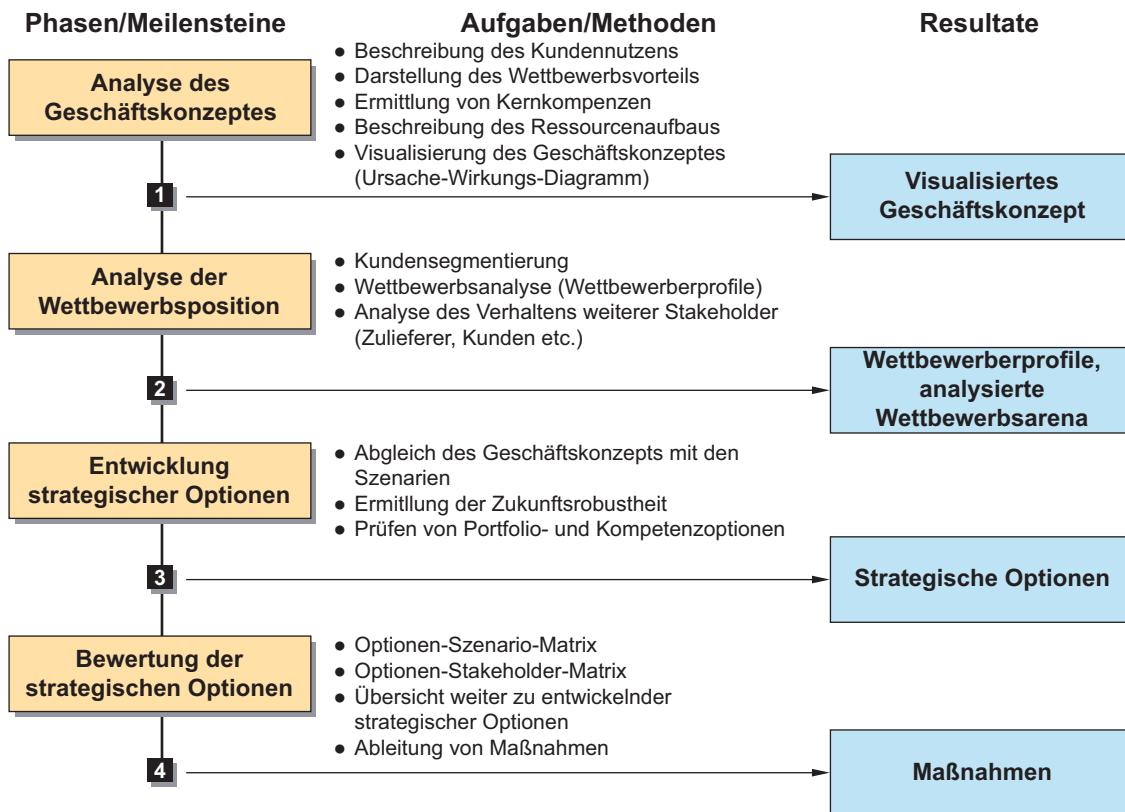 Phasen/Meilensteine
Aufgaben/Methoden
Resultate
Analyse des
Geschäftskonzeptes
● Beschreibung des Kundennutzens
● Darstellung des Wettbewerbsvorteils
● Ermittlung von Kernkompenzen
● Beschreibung des Ressourcenaufbaus
● Visualisierung des Geschäftskonzeptes
(Ursache-Wirkungs-Diagramm)
1
Visualisiertes
Geschäftskonzept
Analyse der
Wettbewerbsposition
● Kundensegmentierung
● Wettbewerbsanalyse (Wettbewerberprofile)
● Analyse des Verhaltens weiterer Stakeholder
(Zulieferer, Kunden etc.)
2
Wettbewerberprofile,
analysierte
Wettbewerbsarena
Entwicklung
strategischer Optionen
● Abgleich des Geschäftskonzepts mit den
Szenarien
● Ermitllung der Zukunftsrobustheit
● Prüfen von Portfolio- und Kompetenzoptionen
3
Strategische Optionen
Bewertung der
strategischen Optionen
● Optionen-Szenario-Matrix
● Optionen-Stakeholder-Matrix
● Übersicht weiter zu entwickelnder
strategischer Optionen
● Ableitung von Maßnahmen
4
Maßnahmen